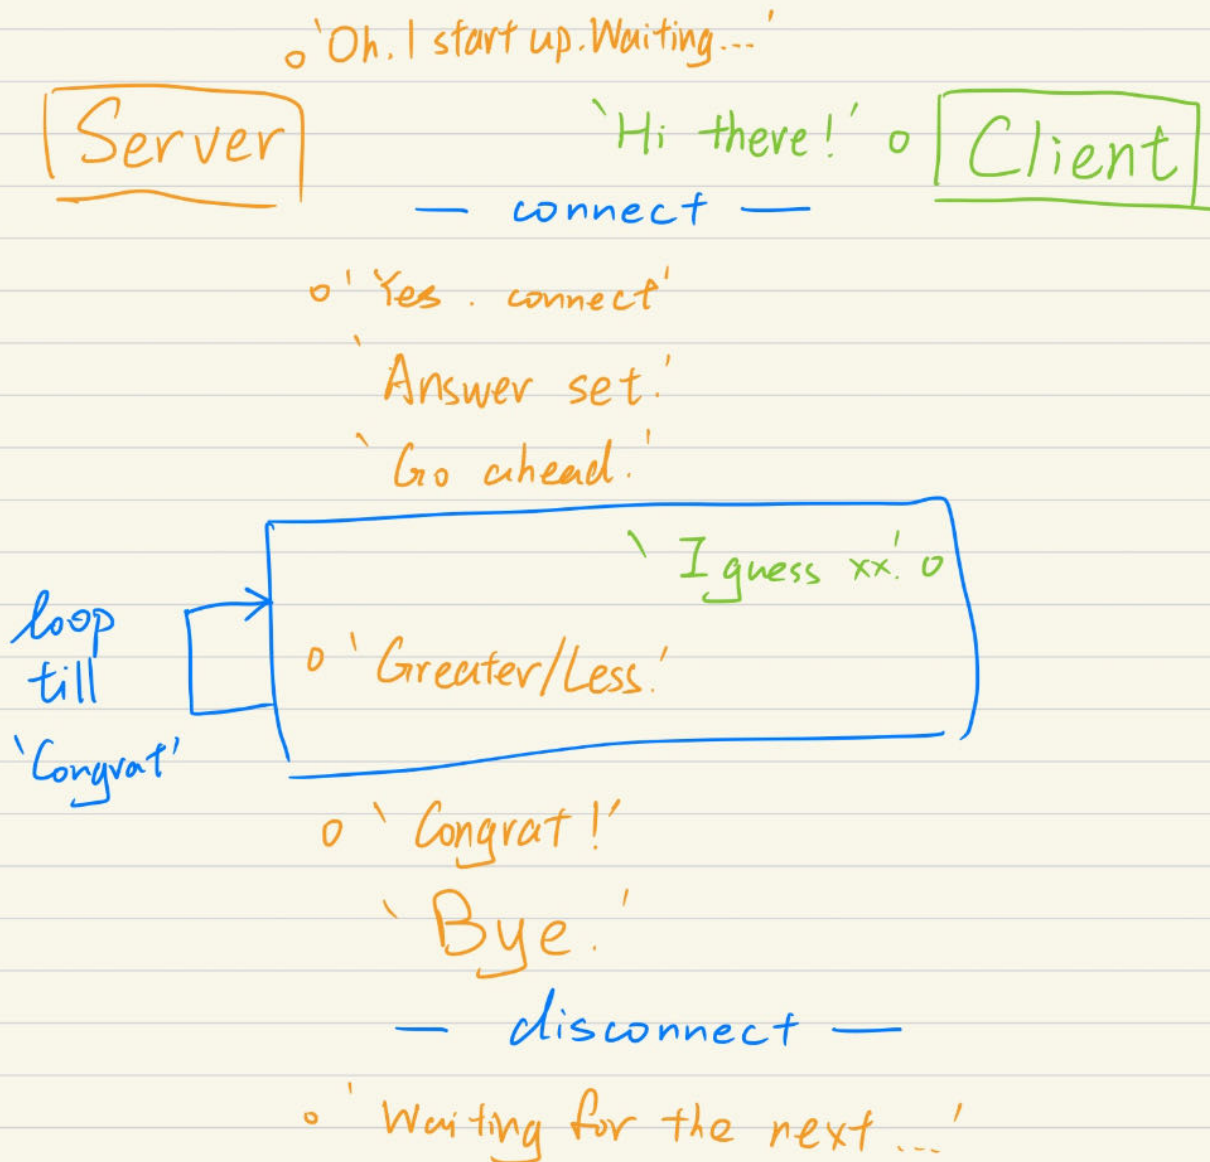 'Oh. I start up. Waiting...'
Server
'Hi there!'
Client
— connect —
'Yes. connect'
'Answer set.'
'Go ahead.'
'I guess xx.'
loop
till
'Congrat'
'Greater/Less.'
'Congrat!'
'Bye.'
— disconnect —
'Waiting for the next...'